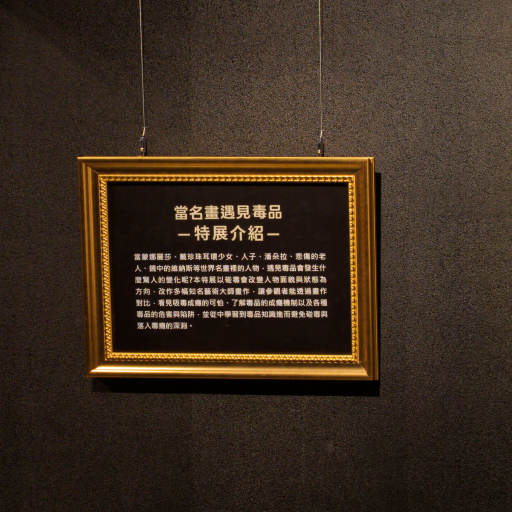 當名畫遇見毒品
－特展介紹－
當蒙娜麗莎、戴珍珠耳環少女、人子、潘朵拉、悲傷的老
人、鏡中的維納斯等世界名畫裡的人物，遇見毒品會發生什
麼驚人的變化呢?本特展以碰毒會改變人物面貌與狀態為
方向，改作多幅知名藝術大師畫作，讓參觀者能透過畫作
對比，看見吸毒成癮的可怕，了解毒品的成癮機制以及各種
毒品的危害與陷阱，並從中學習到毒品知識進而避免碰毒與
落入毒癮的深淵。